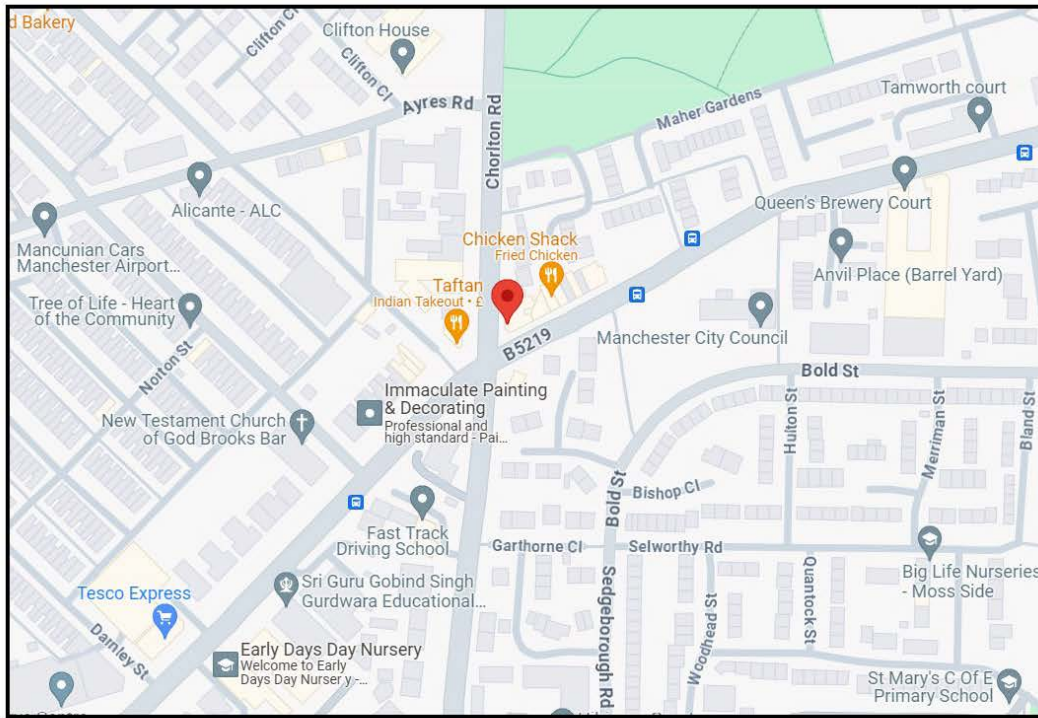 d Bakery
Clifton Cl
Clifton House
Clifton Cl
Ayres Rd
Chorlton Rd
Maher Gardens
Tamworth court
Alicante - ALC
Queen's Brewery Court
Mancunian Cars
Manchester Airport...
Chicken Shack
Fried Chicken
Anvil Place (Barrel Yard)
Taftan
Indian Takeout • £
Tree of Life - Heart
of the Community
B5219
Manchester City Council
Norton St
Bold St
Immaculate Painting
& Decorating
Professional and
high standard - Pai...
New Testament Church
of God Brooks Bar
Hulton St
Merriman St
Bland St
Bold St
Bishop Cl
Fast Track
Driving School
Garthorne Cl
Selworthy Rd
Big Life Nurseries
- Moss Side
Sri Guru Gobind Singh
Gurdwara Educational...
Tesco Express
Quantock St
Woodhead St
Sedgeborough Rd
Damley St
Early Days Day Nursery
Welcome to Early
Days Day Nursery -...
St Mary's C Of E
Primary School